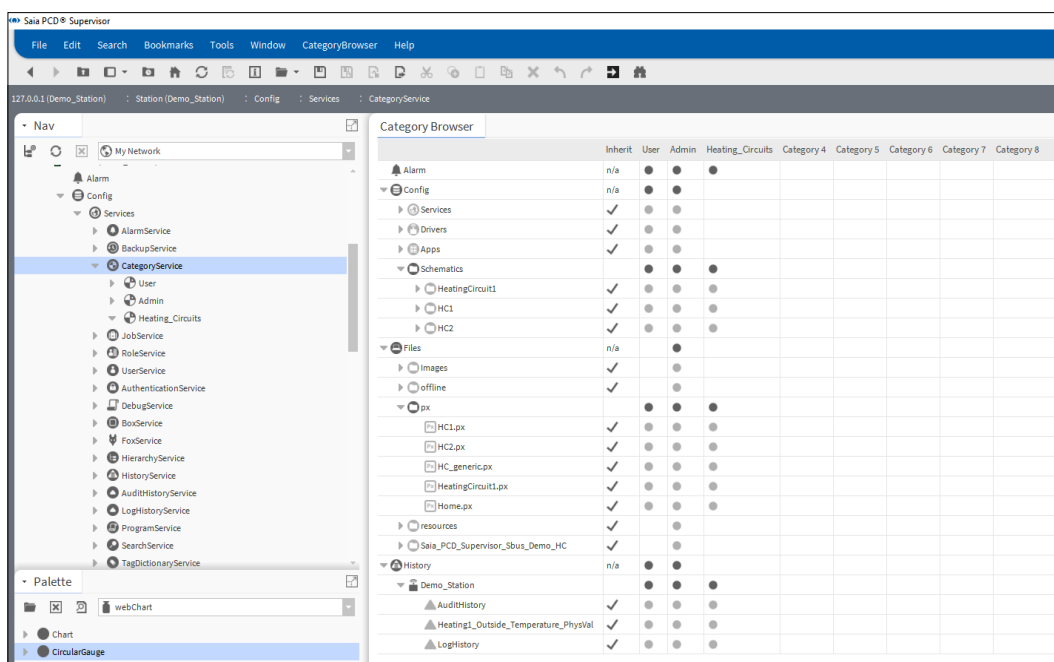 Saia PCD® Supervisor
File Edit Search Bookmarks Tools Window CategoryBrowser Help
127.0.0.1 (Demo_Station) : Station (Demo_Station) : Config : Services : CategoryService
Nav
My Network
Alarm
Config
Services
AlarmService
BackupService
CategoryService
User
Admin
Heating_Circuits
JobService
RoleService
UserService
AuthenticationService
DebugService
BoxService
FoxService
HierarchyService
HistoryService
AuditHistoryService
LogHistoryService
ProgramService
SearchService
TagDictionaryService
Palette
webChart
Chart
CircularGauge
Category Browser
Inherit User Admin Heating_Circuits Category 4 Category 5 Category 6 Category 7 Category 8
Alarm n/a
Config n/a
Services
Drivers
Apps
Schematics
HeatingCircuit1
HC1
HC2
Files n/a
Images
offline
px
Px HC1.px
Px HC2.px
Px HC_generic.px
Px HeatingCircuit1.px
Px Home.px
resources
Saia_PCD_Supervisor_Sbus_Demo_HC
History n/a
Demo_Station
AuditHistory
Heating1_Outside_Temperature_PhysVal
LogHistory